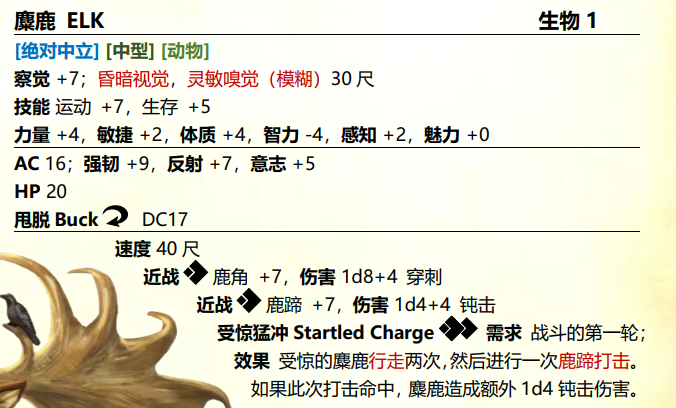 麋鹿 ELK 生物 1
[绝对中立] [中型] [动物]
察觉 +7；昏暗视觉，灵敏嗅觉（模糊）30 尺
技能 运动 +7，生存 +5
力量 +4，敏捷 +2，体质 +4，智力 -4，感知 +2，魅力 +0
AC 16；强韧 +9，反射 +7，意志 +5
HP 20
甩脱 Buck DC17
速度 40 尺
近战 鹿角 +7，伤害 1d8+4 穿刺
近战 鹿蹄 +7，伤害 1d4+4 钝击
受惊猛冲 Startled Charge 需求 战斗的第一轮；
效果 受惊的麋鹿行走两次，然后进行一次鹿蹄打击。
如果此次打击命中，麋鹿造成额外 1d4 钝击伤害。